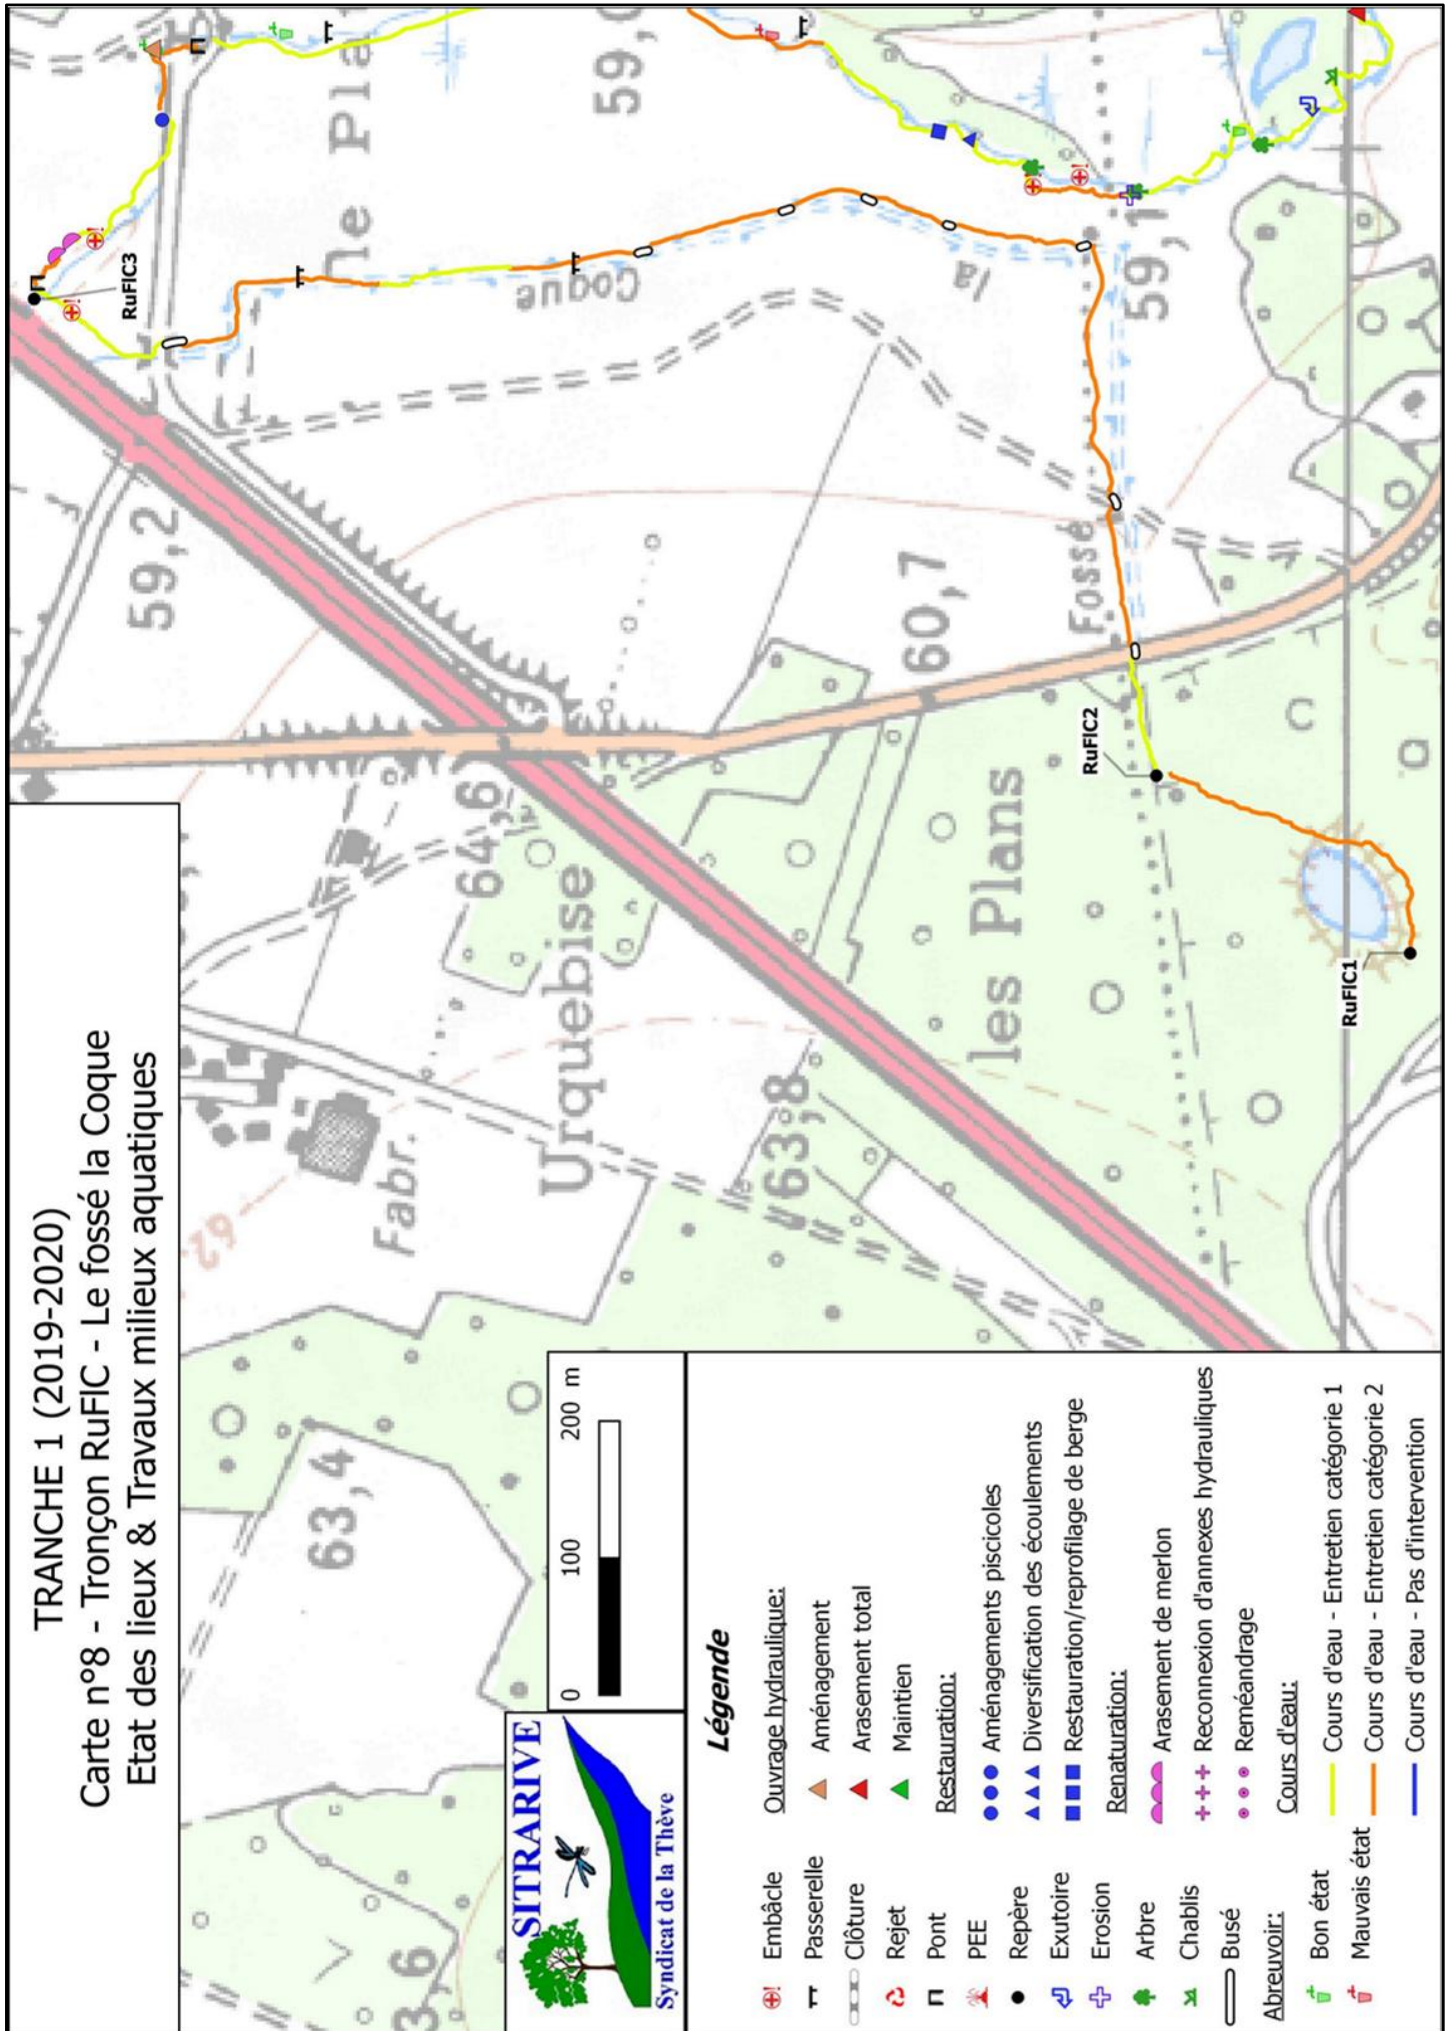 TRANCHE 1 (2019-2020)
Carte n°8 - Tronçon RuFIC - Le fossé la Coque
Etat des lieux & Travaux milieux aquatiques
SITRARIVE
Syndicat de la Thève
0 100 200 m
Légende
Embâcle
Passerelle
Clôture
Rejet
Pont
PEE
Repère
Exutoire
Erosion
Arbre
Chablis
Busé
Abreuvoir:
Bon état
Mauvais état
Ouvrage hydraulique:
Aménagement
Arasement total
Maintien
Restauration:
Aménagements piscicoles
Diversification des écoulements
Restauration/reprofilage de berge
Renaturation:
Arasement de merlon
Reconnexion d'annexes hydrauliques
Reméandrage
Cours d'eau:
Cours d'eau - Entretien catégorie 1
Cours d'eau - Entretien catégorie 2
Cours d'eau - Pas d'intervention
63,4
62
Fabr.
Urquebise
63,8
64,6
59,2
les Plans
60,7
Fossé
la
Coque
59,1
RuFIC1
RuFIC2
RuFIC3